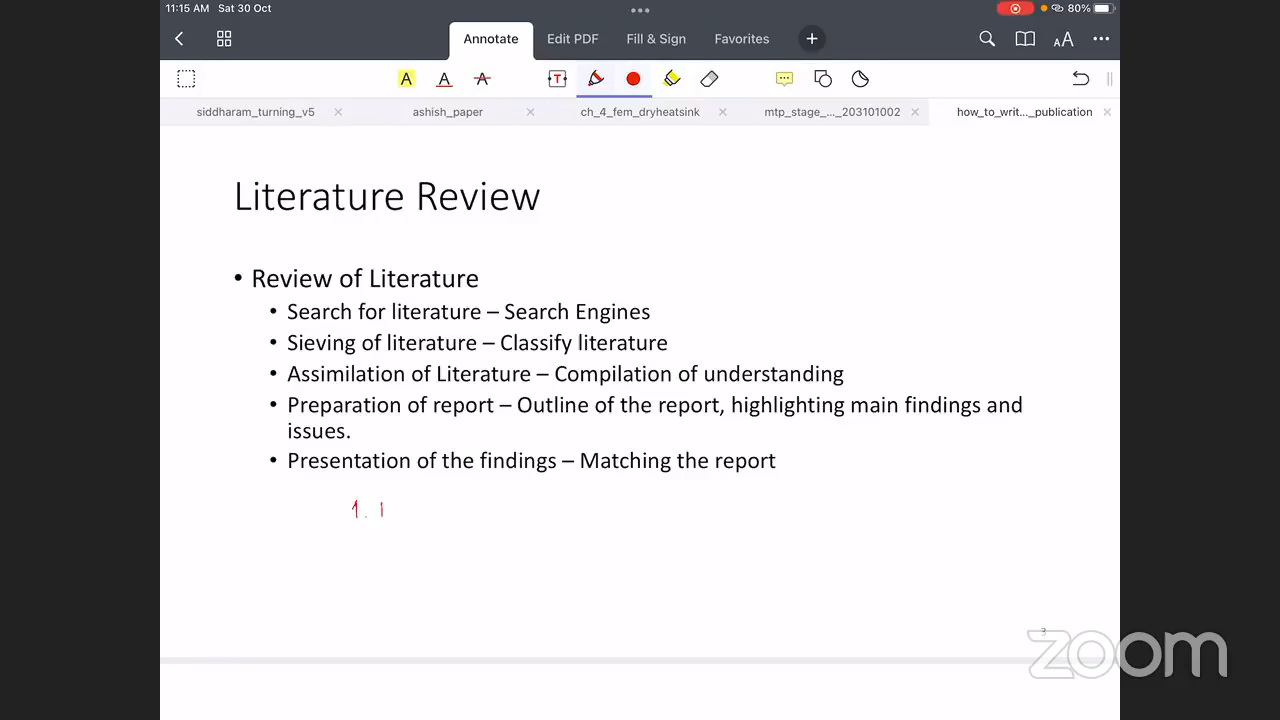 11:15 AM Sat 30 Oct
80%
Annotate Edit PDF Fill & Sign Favorites
siddharam_turning_v5 ashish_paper ch_4_fem_dryheatsink mtp_stage_..._203101002 how_to_writ..._publication
Literature Review
• Review of Literature
• Search for literature – Search Engines
• Sieving of literature – Classify literature
• Assimilation of Literature – Compilation of understanding
• Preparation of report – Outline of the report, highlighting main findings and
issues.
• Presentation of the findings – Matching the report
1.
3
zoom